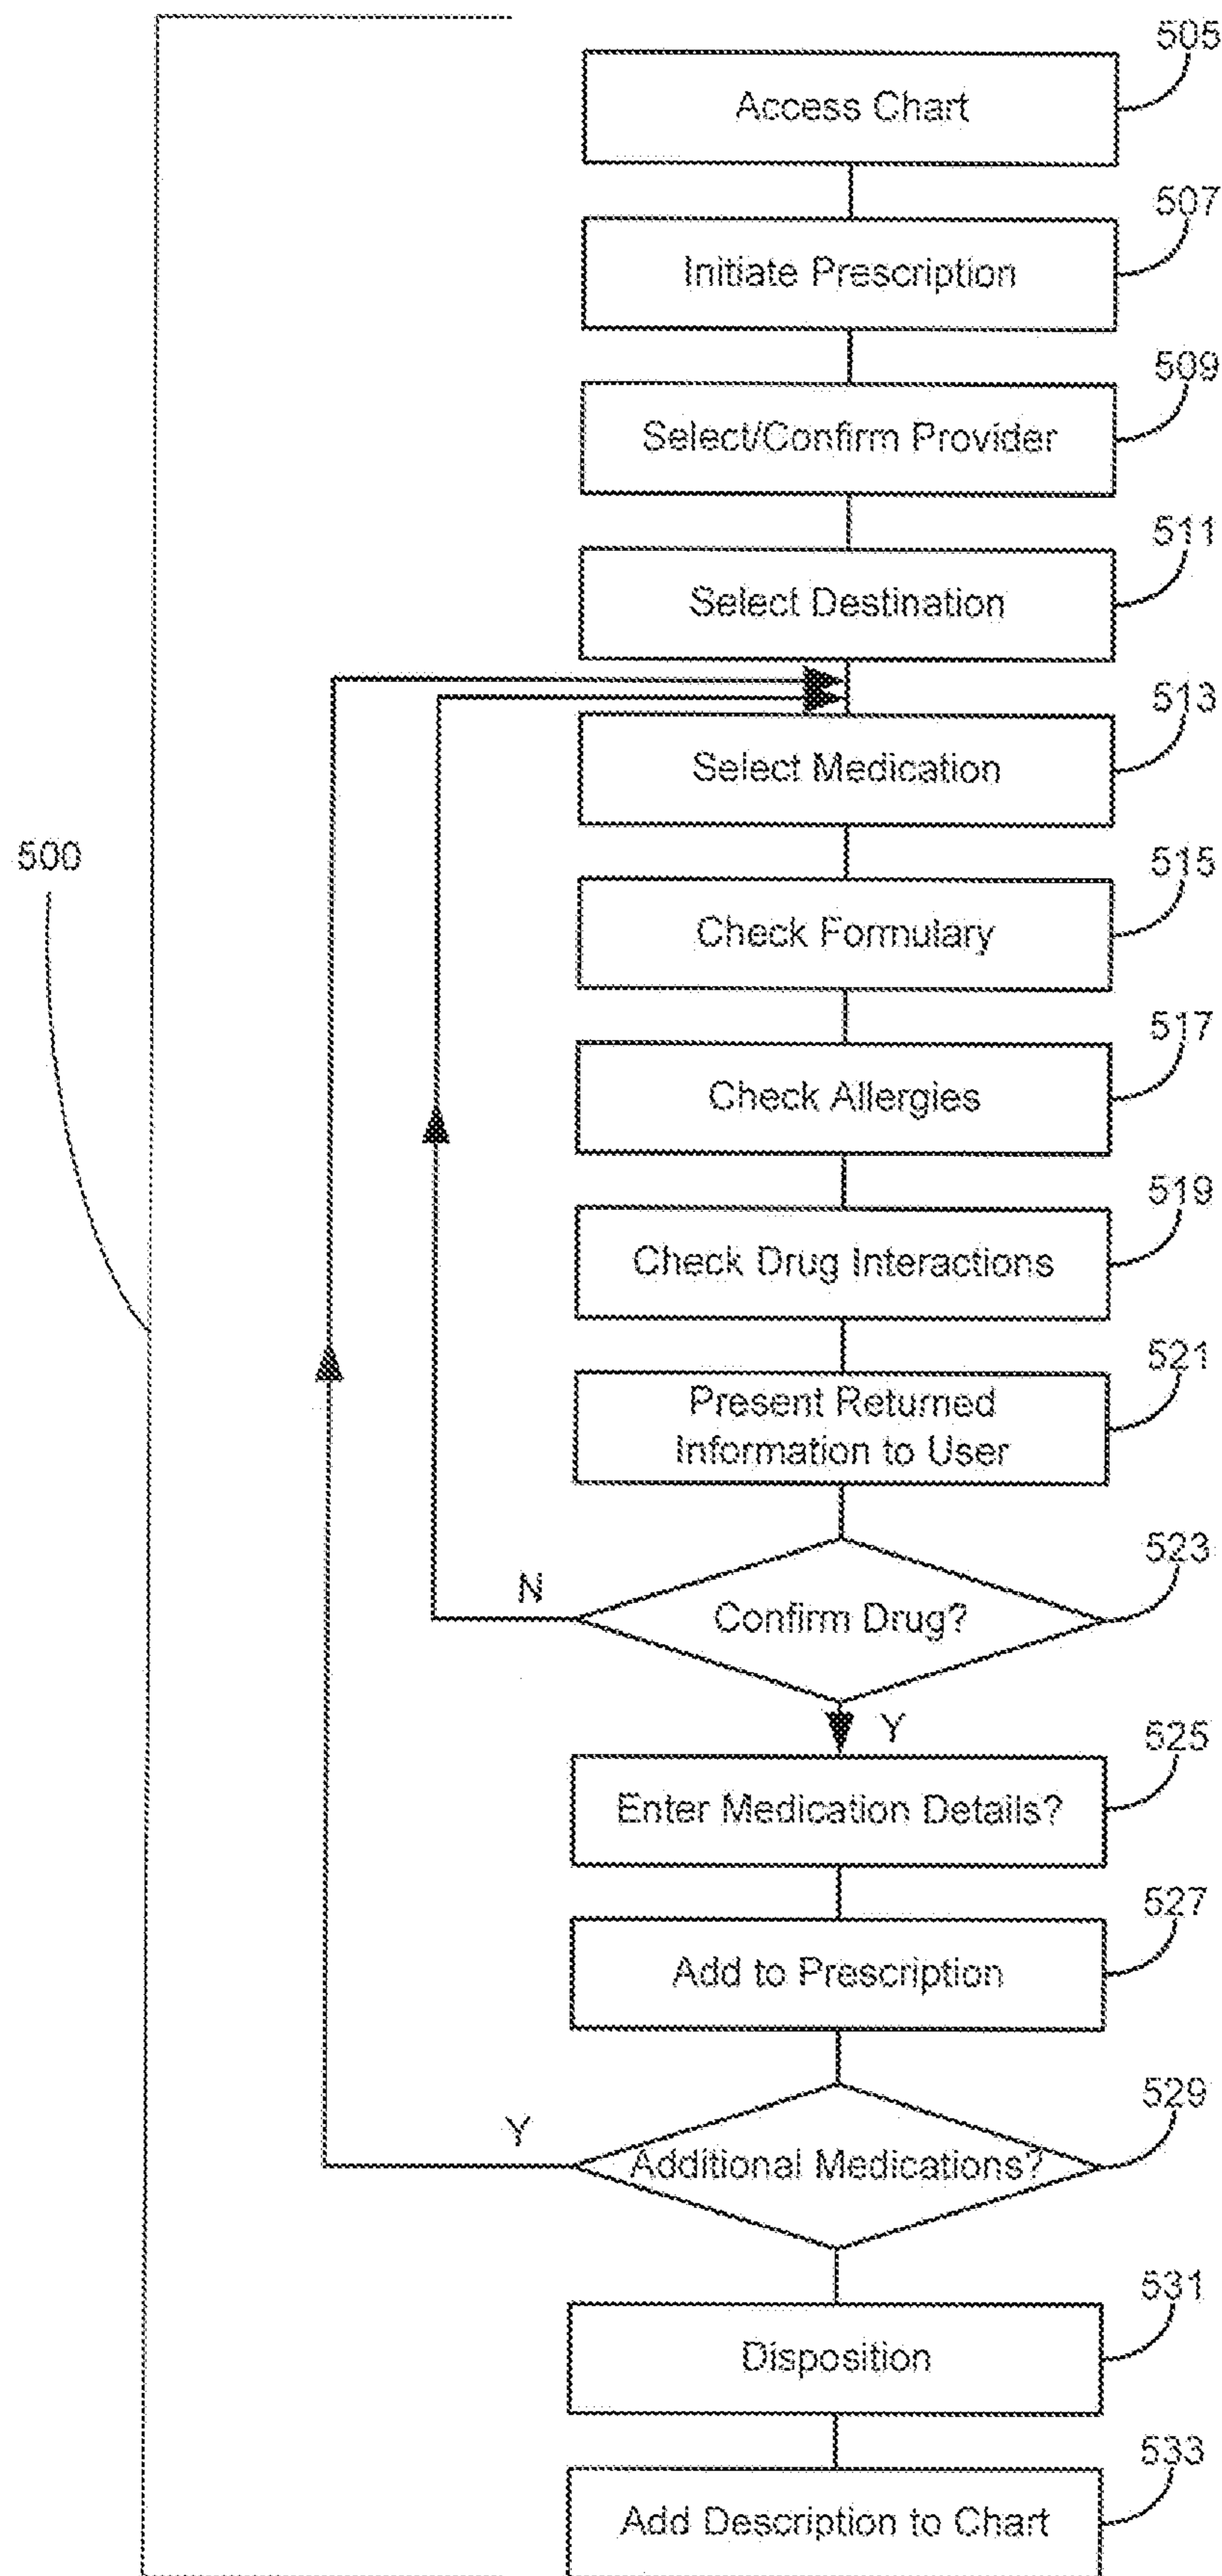 505
Access Chart
507
Initiate Prescription
509
Select/Confirm Provider
511
Select Destination
513
Select Medication
500
515
Check Formulary
517
Check Allergies
519
Check Drug Interactions
521
Present Returned
Information to User
523
N
Confirm Drug?
Y
525
Enter Medication Details?
527
Add to Prescription
529
Y
Additional Medications?
531
Disposition
533
Add Description to Chart